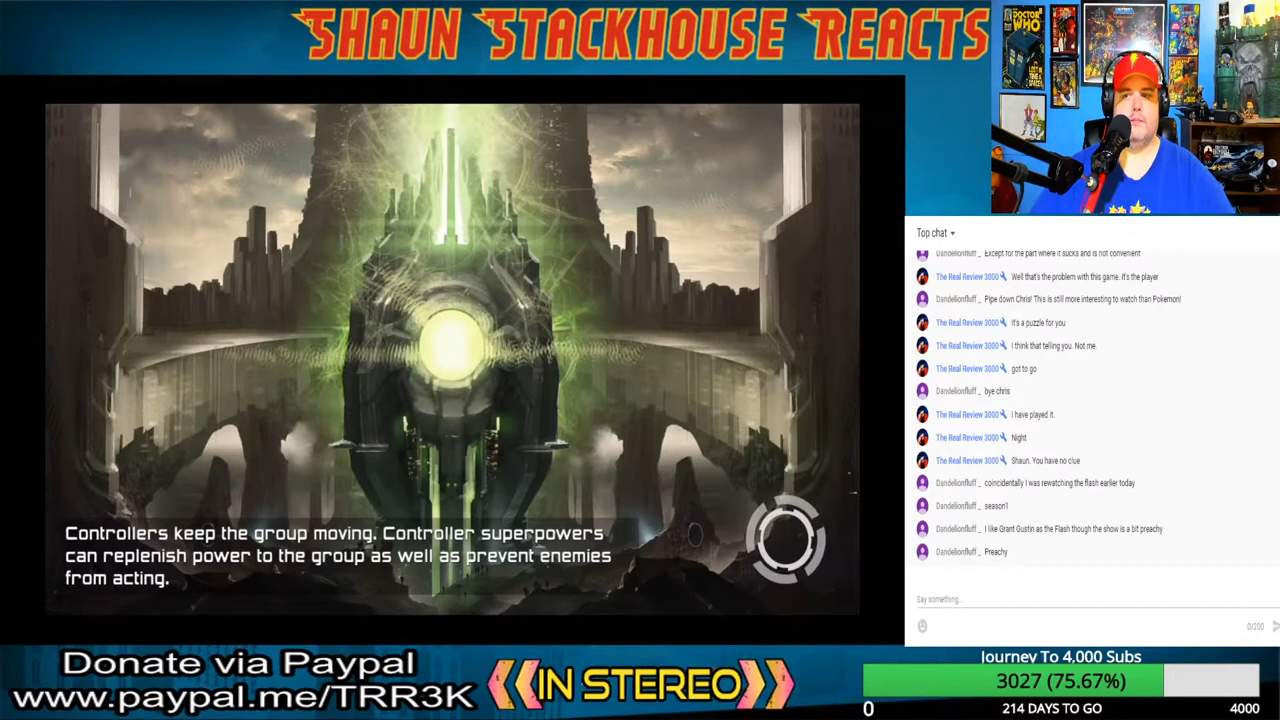 SHAUN STACKHOUSE REACTS
DOCTOR WHO
Top chat
Dandelionfluff_ Except for the part where it sucks and is not convenient
The Real Review 3000 Well that's the problem with this game. It's the player
Dandelionfluff_ Pipe down Chris! This is still more interesting to watch than Pokemon!
The Real Review 3000 It's a puzzle for you
The Real Review 3000 I think that telling you. Not me.
The Real Review 3000 got to go
Dandelionfluff_ bye chris
The Real Review 3000 I have played it.
The Real Review 3000 Night
The Real Review 3000 Shaun. You have no clue
Dandelionfluff_ coincidentally I was rewatching the flash earlier today
Dandelionfluff_ season1
Dandelionfluff_ I like Grant Gustin as the Flash though the show is a bit preachy
Dandelionfluff_ Preachy
Say something...
0/200
Controllers keep the group moving. Controller superpowers
can replenish power to the group as well as prevent enemies
from acting.
Donate via Paypal
www.paypal.me/TRR3K
IN STEREO
Journey To 4,000 Subs
3027 (75.67%)
0 214 DAYS TO GO 4000